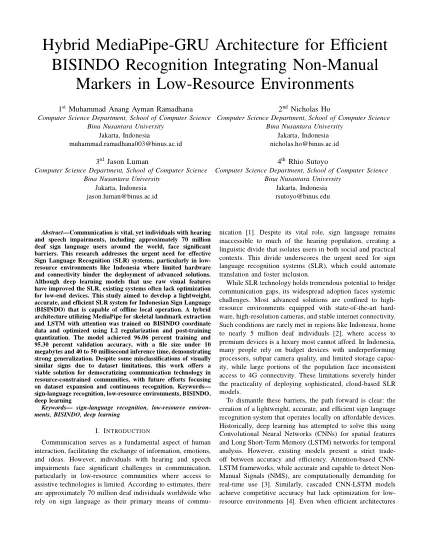 Hybrid MediaPipe-GRU Architecture for Efficient
BISINDO Recognition Integrating Non-Manual
Markers in Low-Resource Environments
1st Muhammad Anang Ayman Ramadhana
Computer Science Department, School of Computer Science
Bina Nusantara University
Jakarta, Indonesia
muhammad.ramadhana003@binus.ac.id
2nd Nicholas Ho
Computer Science Department, School of Computer Science
Bina Nusantara University
Jakarta, Indonesia
nicholas.ho@binus.ac.id
3rd Jason Luman
Computer Science Department, School of Computer Science
Bina Nusantara University
Jakarta, Indonesia
jason.luman@binus.ac.id
4th Rhio Sutoyo
Computer Science Department, School of Computer Science
Bina Nusantara University
Jakarta, Indonesia
rsutoyo@binus.edu
Abstract—Communication is vital, yet individuals with hearing
and speech impairments, including approximately 70 million
deaf sign language users around the world, face significant
barriers. This research addresses the urgent need for effective
Sign Language Recognition (SLR) systems, particularly in low-
resource environments like Indonesia where limited hardware
and connectivity hinder the deployment of advanced solutions.
Although deep learning models that use raw visual features
have improved the SLR, existing systems often lack optimization
for low-end devices. This study aimed to develop a lightweight,
accurate, and efficient SLR system for Indonesian Sign Language
(BISINDO) that is capable of offline local operation. A hybrid
architecture utilizing MediaPipe for skeletal landmark extraction
and LSTM with attention was trained on BISINDO coordinate
data and optimized using L2 regularization and post-training
quantization. The model achieved 96.06 percent training and
95.30 percent validation accuracy, with a file size under 10
megabytes and 40 to 50 millisecond inference time, demonstrating
strong generalization. Despite some misclassifications of visually
similar signs due to dataset limitations, this work offers a
viable solution for democratizing communication technology in
resource-constrained communities, with future efforts focusing
on dataset expansion and continuous recognition. Keywords—
sign-language recognition, low-resource environments, BISINDO,
deep learning
Keywords— sign-language recognition, low-resource environ-
ments, BISINDO, deep learning
I. Introduction
Communication serves as a fundamental aspect of human
interaction, facilitating the exchange of information, emotions,
and ideas. However, individuals with hearing and speech
impairments face significant challenges in communication,
particularly in low-resource communities where access to
assistive technologies is limited. According to estimates, there
are approximately 70 million deaf individuals worldwide who
rely on sign language as their primary means of commu-
nication [1]. Despite its vital role, sign language remains
inaccessible to much of the hearing population, creating a
linguistic divide that isolates users in both social and practical
contexts. This divide underscores the urgent need for sign
language recognition systems (SLR), which could automate
translation and foster inclusion.
While SLR technology holds tremendous potential to bridge
communication gaps, its widespread adoption faces systemic
challenges. Most advanced solutions are confined to high-
resource environments equipped with state-of-the-art hard-
ware, high-resolution cameras, and stable internet connectivity.
Such conditions are rarely met in regions like Indonesia, home
to nearly 5 million deaf individuals [2], where access to
premium devices is a luxury most cannot afford. In Indonesia,
many people rely on budget devices with underperforming
processors, subpar camera quality, and limited storage capac-
ity, while large portions of the population face inconsistent
access to 4G connectivity. These limitations severely hinder
the practicality of deploying sophisticated, cloud-based SLR
models.
To dismantle these barriers, the path forward is clear: the
creation of a lightweight, accurate, and efficient sign language
recognition system that operates locally on affordable devices.
Historically, deep learning has attempted to solve this using
Convolutional Neural Networks (CNNs) for spatial features
and Long Short-Term Memory (LSTM) networks for temporal
analysis. However, existing models present a strict trade-
off between accuracy and efficiency. Attention-based CNN-
LSTM frameworks, while accurate and capable to detect Non-
Manual Signals (NMS), are computationally demanding for
real-time use [3]. Similarly, cascaded CNN-LSTM models
achieve competitive accuracy but lack optimization for low-
resource environments [4]. Even when efficient architectures